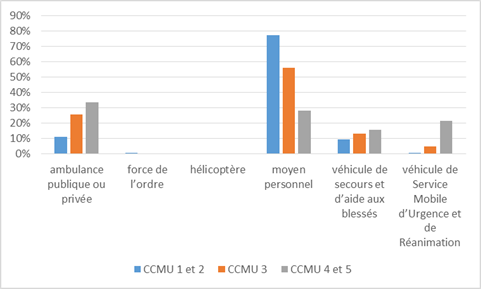 90%
80%
70%
60%
50%
40%
30%
20%
10%
0%
ambulance
publique ou
privée
force de
l'ordre
hélicoptère
moyen
personnel
véhicule de
secours et
d'aide aux
blessés
véhicule de
Service
Mobile
d'Urgence et
de
Réanimation
CCMU 1 et 2
CCMU 3
CCMU 4 et 5